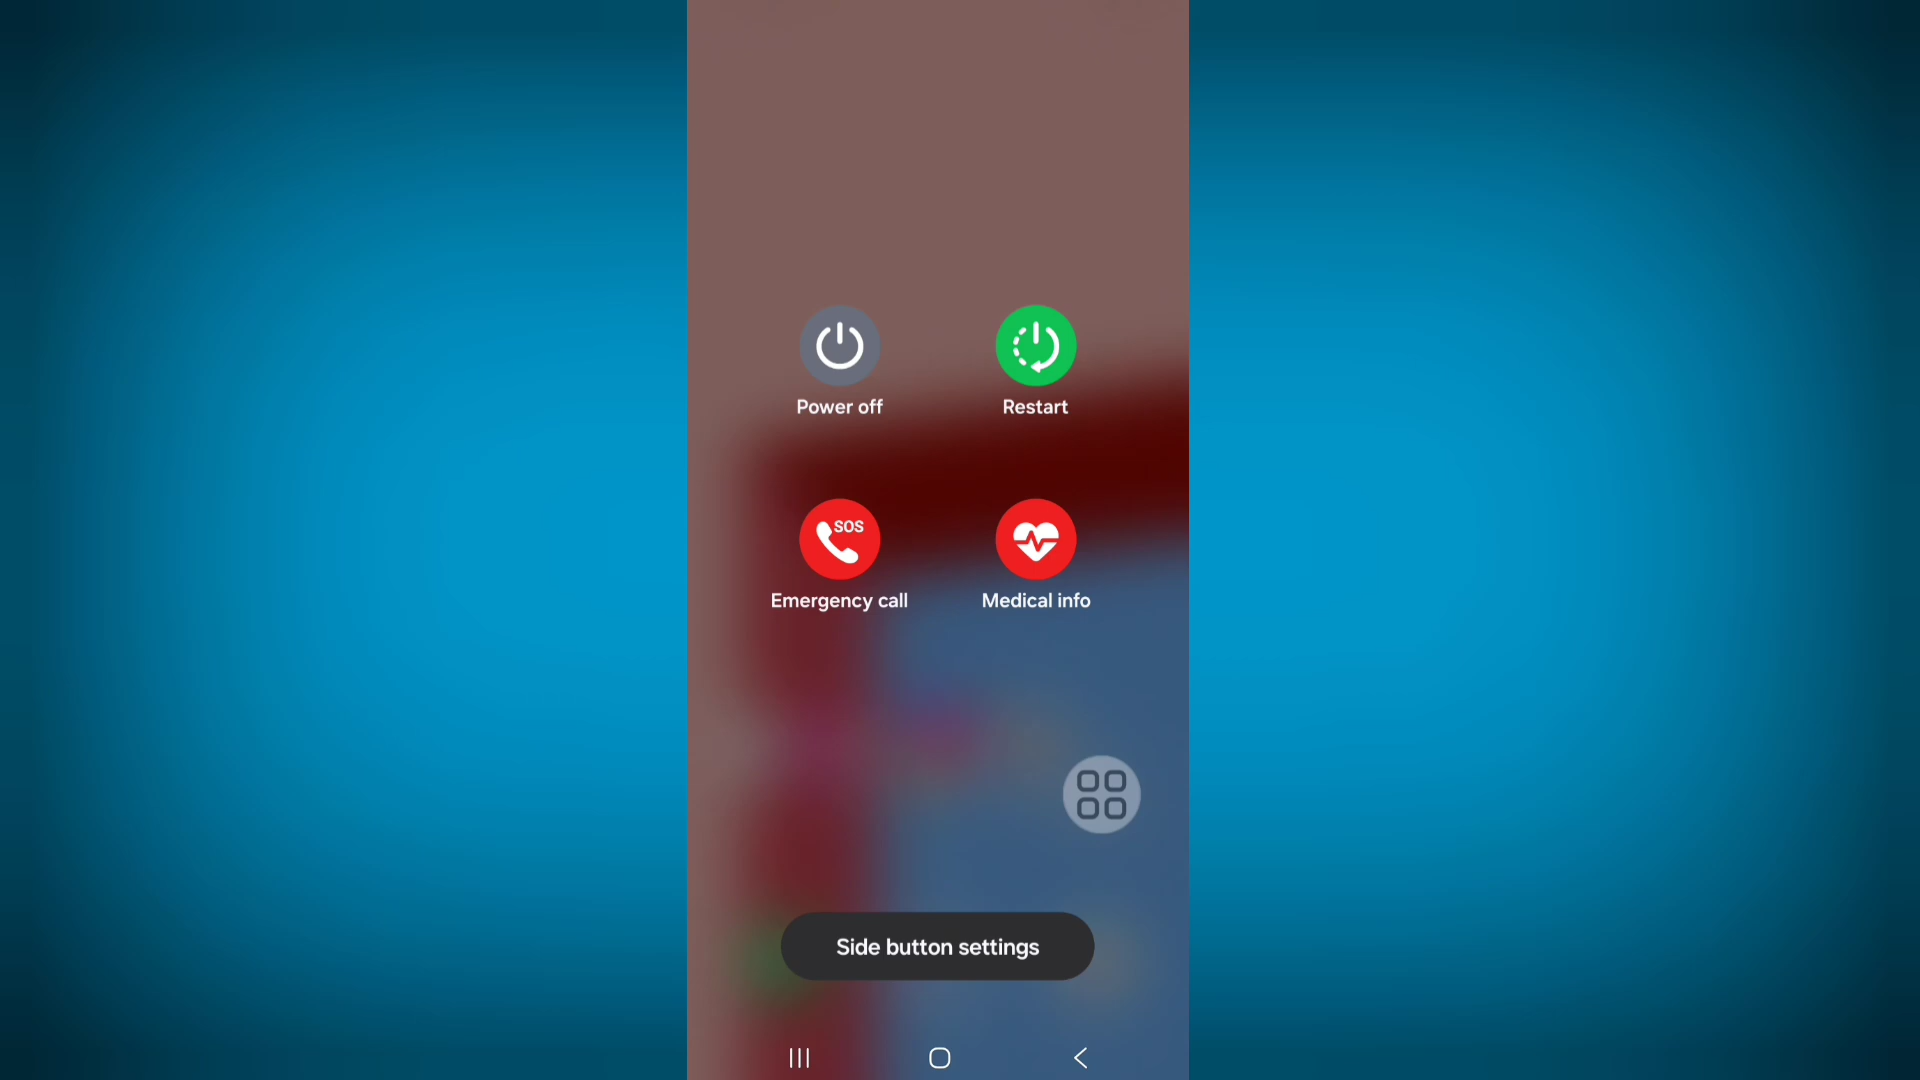 Power off
Restart
SOS
Emergency call
Medical info
Side button settings